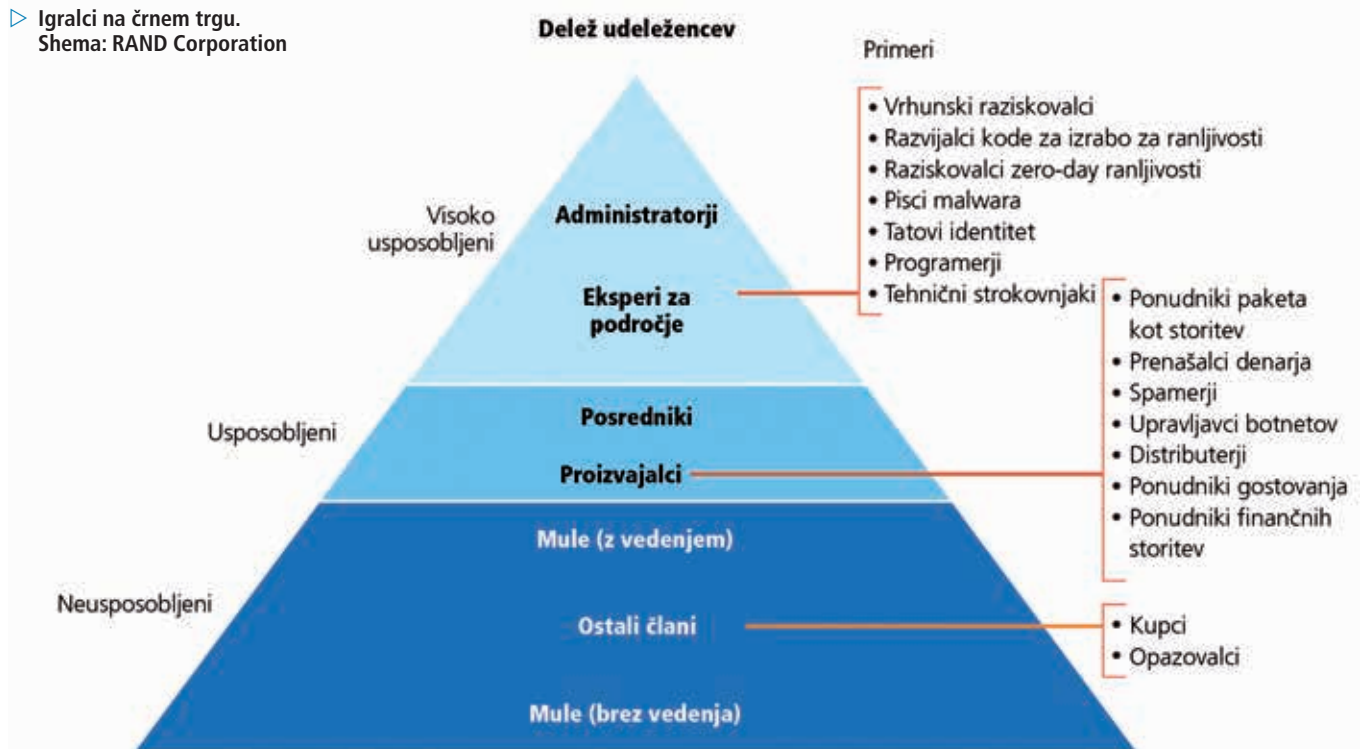 ▷ Igralci na črnem trgu.
Shema: RAND Corporation
Delež udeležencev
Primeri
• Vrhunski raziskovalci
• Razvijalci kode za izrabo za ranljivosti
• Raziskovalci zero-day ranljivosti
• Pisci malwara
• Tatovi identitet
• Programerji
• Tehnični strokovnjaki
Visoko
usposobljeni
Administratorji
Eksperi za
področje
• Ponudniki paketa
kot storitev
• Prenašalci denarja
• Spamerji
• Upravljavci botnetov
• Distributerji
• Ponudniki gostovanja
• Ponudniki finančnih
storitev
Usposobljeni
Posredniki
Proizvajalci
Neusposobljeni
Mule (z vedenjem)
Ostali člani
• Kupci
• Opazovalci
Mule (brez vedenja)